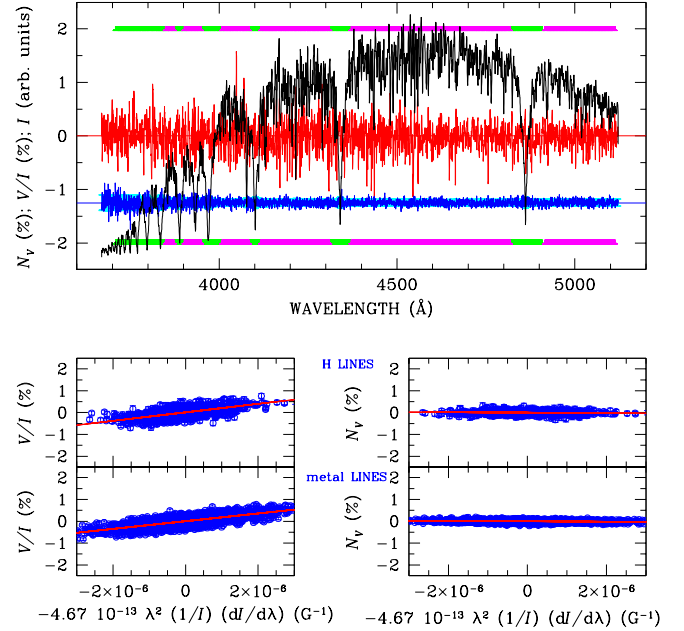 N_V (%); V/I (%); I (arb. units)
2
1
0
−1
−2
4000 4500 5000
WAVELENGTH (Å)
H LINES
V/I (%)
2
1
0
−1
−2
N_V (%)
2
1
0
−1
−2
metal LINES
V/I (%)
2
1
0
−1
−2
N_V (%)
2
1
0
−1
−2
−2×10⁻⁶ 0 2×10⁻⁶
−2×10⁻⁶ 0 2×10⁻⁶
−4.67 10⁻¹³ λ² (1/I) (dI/dλ) (G⁻¹)
−4.67 10⁻¹³ λ² (1/I) (dI/dλ) (G⁻¹)